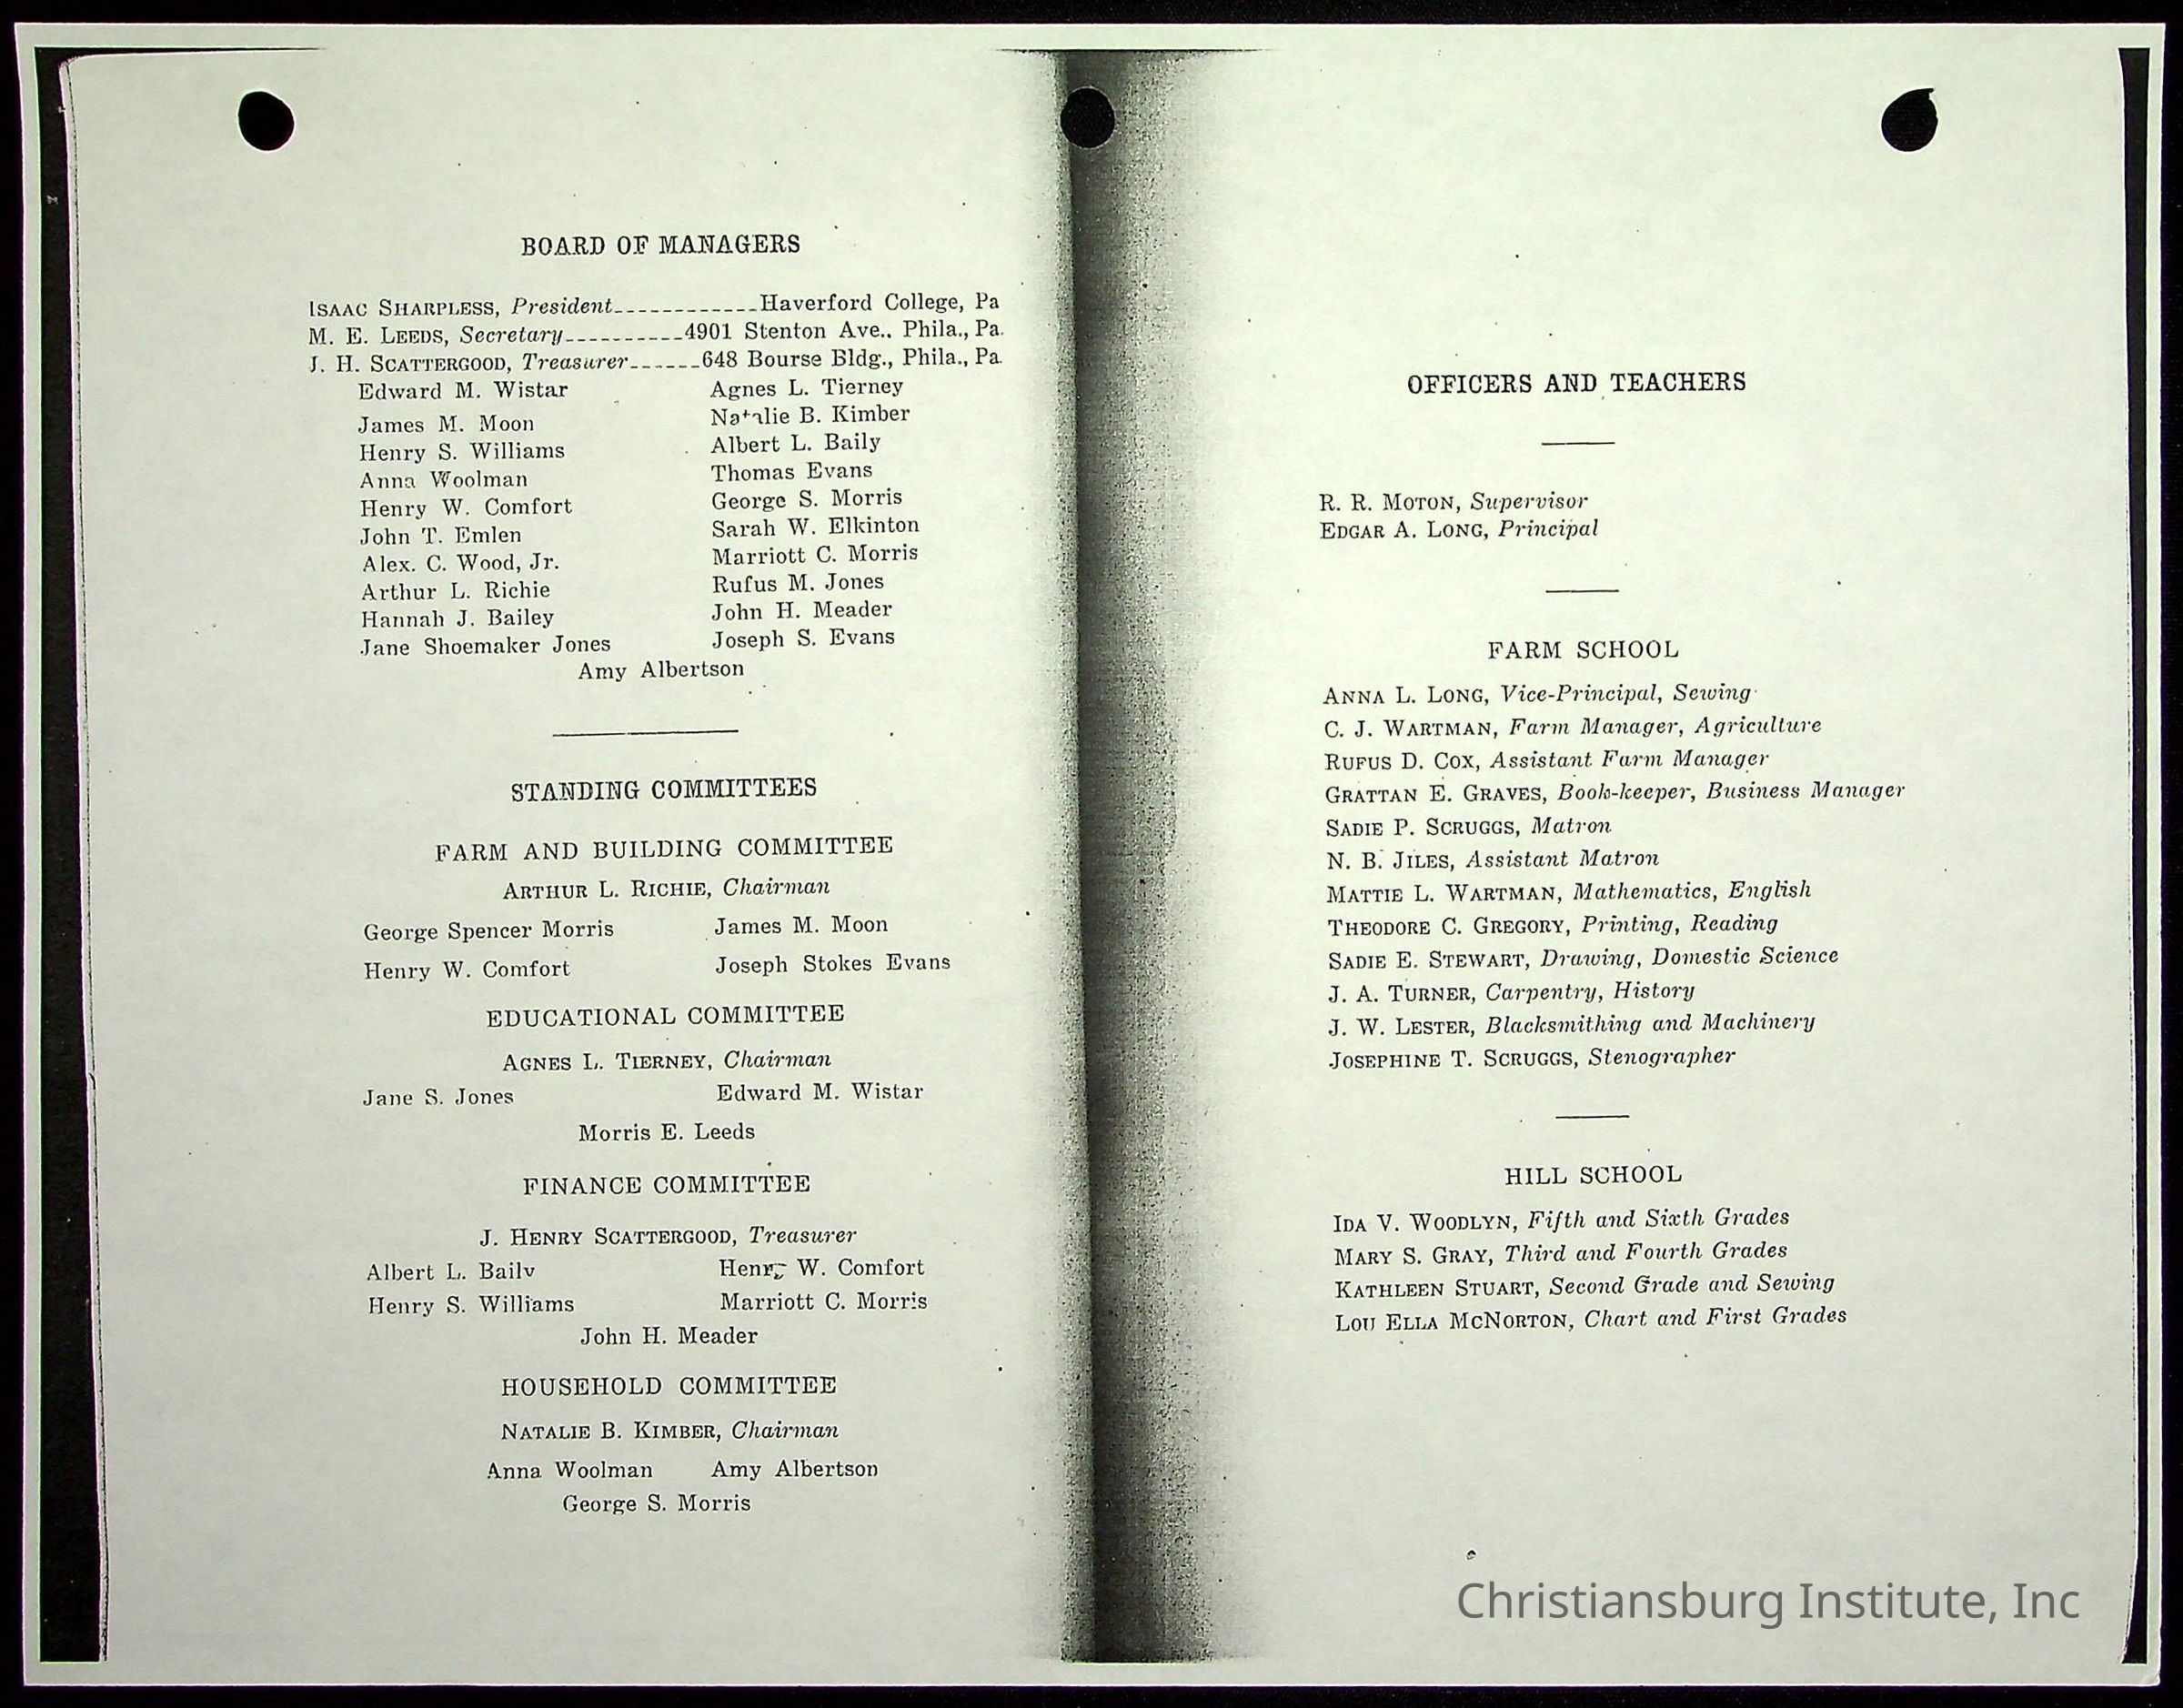 BOARD OF MANAGERS
ISAAC SHARPLESS, President____________Haverford College, Pa
M. E. LEEDS, Secretary__________4901 Stenton Ave.. Phila., Pa.
J. H. SCATTERGOOD, Treasurer______648 Bourse Bldg., Phila., Pa.
Edward M. Wistar Agnes L. Tierney
James M. Moon Natalie B. Kimber
Henry S. Williams Albert L. Baily
Anna Woolman Thomas Evans
Henry W. Comfort George S. Morris
John T. Emlen Sarah W. Elkinton
Alex. C. Wood, Jr. Marriott C. Morris
Arthur L. Richie Rufus M. Jones
Hannah J. Bailey John H. Meader
Jane Shoemaker Jones Joseph S. Evans
Amy Albertson
STANDING COMMITTEES
FARM AND BUILDING COMMITTEE
ARTHUR L. RICHIE, Chairman
George Spencer Morris James M. Moon
Henry W. Comfort Joseph Stokes Evans
EDUCATIONAL COMMITTEE
AGNES L. TIERNEY, Chairman
Jane S. Jones Edward M. Wistar
Morris E. Leeds
FINANCE COMMITTEE
J. HENRY SCATTERGOOD, Treasurer
Albert L. Baily Henry W. Comfort
Henry S. Williams Marriott C. Morris
John H. Meader
HOUSEHOLD COMMITTEE
NATALIE B. KIMBER, Chairman
Anna Woolman Amy Albertson
George S. Morris
OFFICERS AND TEACHERS
R. R. MOTON, Supervisor
EDGAR A. LONG, Principal
FARM SCHOOL
ANNA L. LONG, Vice-Principal, Sewing
C. J. WARTMAN, Farm Manager, Agriculture
RUFUS D. COX, Assistant Farm Manager
GRATTAN E. GRAVES, Book-keeper, Business Manager
SADIE P. SCRUGGS, Matron
N. B. JILES, Assistant Matron
MATTIE L. WARTMAN, Mathematics, English
THEODORE C. GREGORY, Printing, Reading
SADIE E. STEWART, Drawing, Domestic Science
J. A. TURNER, Carpentry, History
J. W. LESTER, Blacksmithing and Machinery
JOSEPHINE T. SCRUGGS, Stenographer
HILL SCHOOL
IDA V. WOODLYN, Fifth and Sixth Grades
MARY S. GRAY, Third and Fourth Grades
KATHLEEN STUART, Second Grade and Sewing
LOU ELLA MCNORTON, Chart and First Grades
Christiansburg Institute, Inc